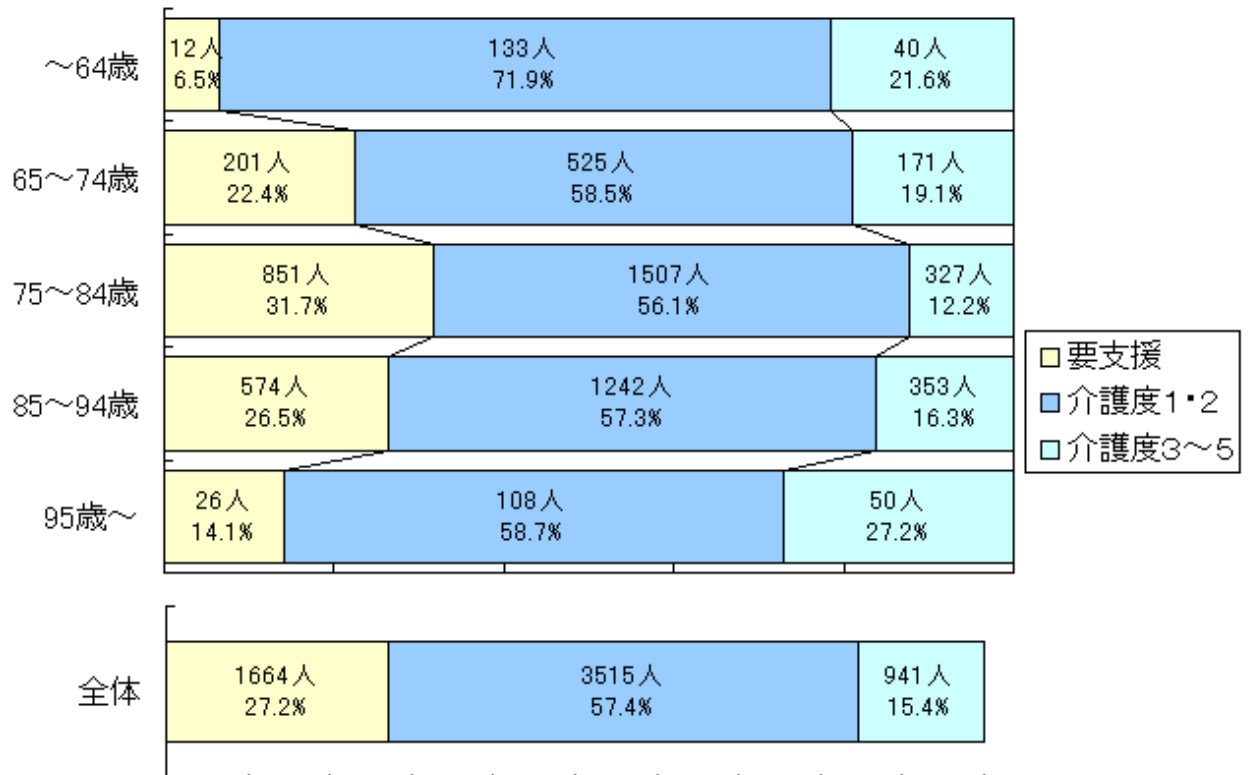 ～64歳
12人
6.5%
133人
71.9%
40人
21.6%
65～74歳
201人
22.4%
525人
58.5%
171人
19.1%
75～84歳
851人
31.7%
1507人
56.1%
327人
12.2%
85～94歳
574人
26.5%
1242人
57.3%
353人
16.3%
95歳～
26人
14.1%
108人
58.7%
50人
27.2%
要支援
介護度1・2
介護度3～5
全体
1664人
27.2%
3515人
57.4%
941人
15.4%